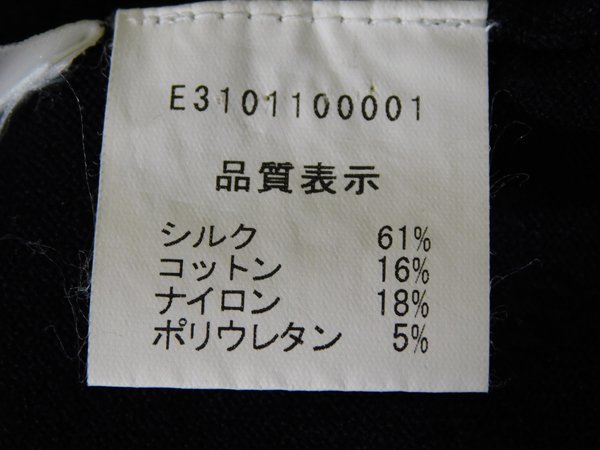 E3101100001
品質表示
シルク 61%
コットン 16%
ナイロン 18%
ポリウレタン 5%